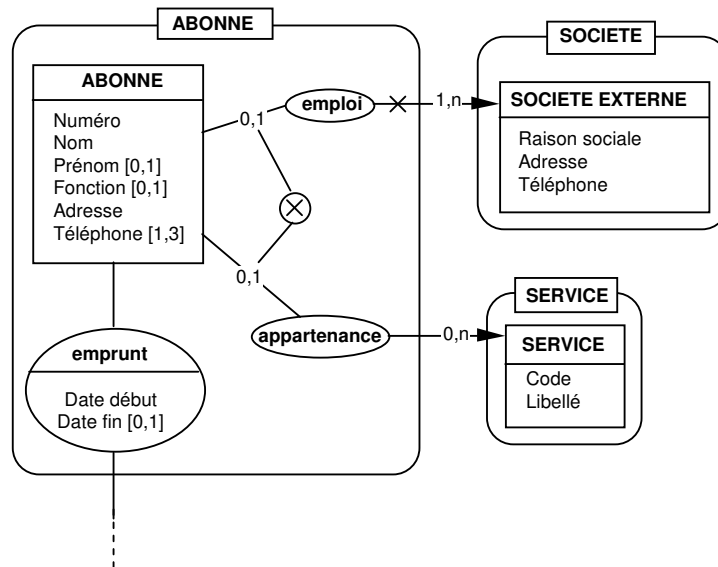 ABONNE
ABONNE
Numéro
Nom
Prénom [0,1]
Fonction [0,1]
Adresse
Téléphone [1,3]
0,1
emploi
1,n
0,1
appartenance
0,n
emprunt
Date début
Date fin [0,1]
SOCIETE
SOCIETE EXTERNE
Raison sociale
Adresse
Téléphone
SERVICE
SERVICE
Code
Libellé